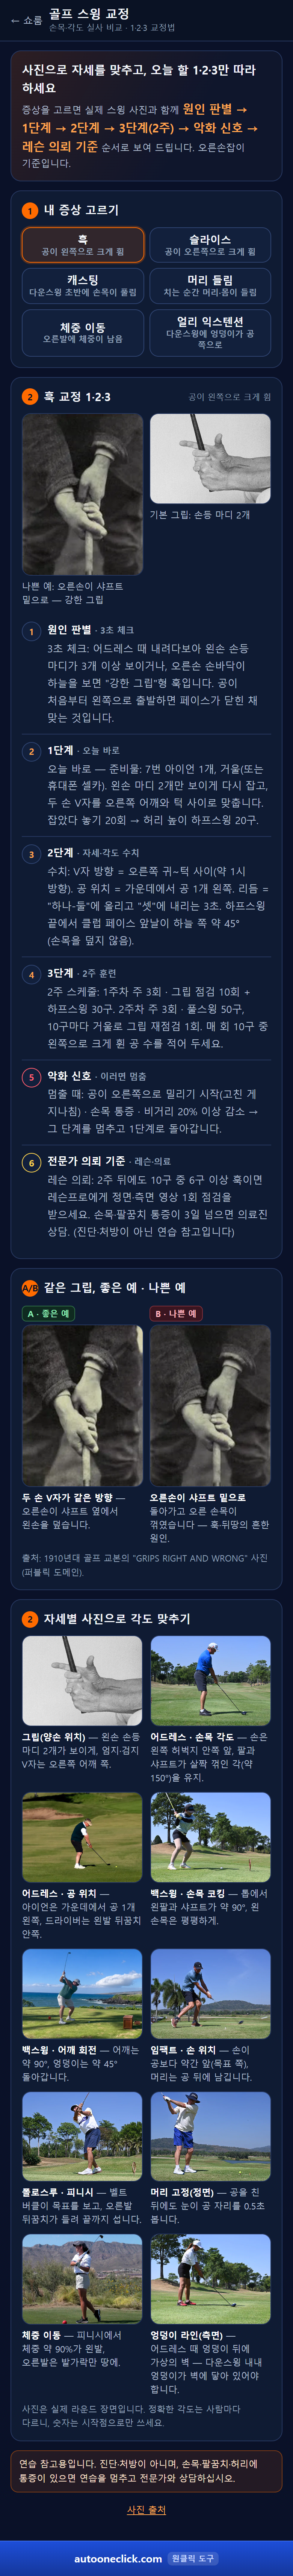 ← 쇼룸
골프 스윙 교정
손목·각도 실사 비교 · 1·2·3 교정법
사진으로 자세를 맞추고, 오늘 할 1·2·3만 따라
하세요
증상을 고르면 실제 스윙 사진과 함께 원인 판별 →
1단계 → 2단계 → 3단계(2주) → 악화 신호 →
레슨 의뢰 기준 순서로 보여 드립니다. 오른손잡이
기준입니다.
1 내 증상 고르기
훅
공이 왼쪽으로 크게 휨
슬라이스
공이 오른쪽으로 크게 휨
캐스팅
다운스윙 초반에 손목이 풀림
머리 들림
치는 순간 머리·몸이 들림
체중 이동
오른발에 체중이 남음
얼리 익스텐션
다운스윙에 엉덩이가 공
쪽으로
2 훅 교정 1·2·3
공이 왼쪽으로 크게 휨
나쁜 예: 오른손이 샤프트
밑으로 — 강한 그립
기본 그립: 손등 마디 2개
1 원인 판별 · 3초 체크
3초 체크: 어드레스 때 내려다보아 왼손 손등
마디가 3개 이상 보이거나, 오른손 손바닥이
하늘을 보면 "강한 그립"형 훅입니다. 공이
처음부터 왼쪽으로 출발하면 페이스가 닫힌 채
맞는 것입니다.
2 1단계 · 오늘 바로
오늘 바로 — 준비물: 7번 아이언 1개, 거울(또는
휴대폰 셀카). 왼손 마디 2개만 보이게 다시 잡고,
두 손 V자를 오른쪽 어깨와 턱 사이로 맞춥니다.
잡았다 놓기 20회 → 허리 높이 하프스윙 20구.
3 2단계 · 자세·각도 수치
수치: V자 방향 = 오른쪽 귀~턱 사이(약 1시
방향). 공 위치 = 가운데에서 공 1개 왼쪽. 리듬 =
"하나-둘"에 올리고 "셋"에 내리는 3초. 하프스윙
끝에서 클럽 페이스 앞날이 하늘 쪽 약 45°
(손목을 덮지 않음).
4 3단계 · 2주 훈련
2주 스케줄: 1주차 주 3회 · 그립 점검 10회 +
하프스윙 30구. 2주차 주 3회 · 풀스윙 50구,
10구마다 거울로 그립 재점검 1회. 매 회 10구 중
왼쪽으로 크게 휜 공 수를 적어 두세요.
5 악화 신호 · 이러면 멈춤
멈출 때: 공이 오른쪽으로 밀리기 시작(고친 게
지나침) · 손목 통증 · 비거리 20% 이상 감소 →
그 단계를 멈추고 1단계로 돌아갑니다.
6 전문가 의뢰 기준 · 레슨·의료
레슨 의뢰: 2주 뒤에도 10구 중 6구 이상 훅이면
레슨프로에게 정면·측면 영상 1회 점검을
받으세요. 손목·팔꿈치 통증이 3일 넘으면 의료진
상담. (진단·처방이 아닌 연습 참고입니다)
A/B 같은 그립, 좋은 예 · 나쁜 예
A · 좋은 예
B · 나쁜 예
두 손 V자가 같은 방향 —
오른손이 샤프트 옆에서
왼손을 덮습니다.
오른손이 샤프트 밑으로
돌아가고 오른 손목이
꺾였습니다 — 훅·뒤땅의 흔한
원인.
출처: 1910년대 골프 교본의 "GRIPS RIGHT AND WRONG" 사진
(퍼블릭 도메인).
2 자세별 사진으로 각도 맞추기
그립(양손 위치) — 왼손 손등
마디 2개가 보이게, 엄지·검지
V자는 오른쪽 어깨 쪽.
어드레스 · 손목 각도 — 손은
왼쪽 허벅지 안쪽 앞, 팔과
샤프트가 살짝 꺾인 각(약
150°)을 유지.
어드레스 · 공 위치 —
아이언은 가운데에서 공 1개
왼쪽, 드라이버는 왼발 뒤꿈치
안쪽.
백스윙 · 손목 코킹 — 톱에서
왼팔과 샤프트가 약 90°, 왼
손목은 평평하게.
백스윙 · 어깨 회전 — 어깨는
약 90°, 엉덩이는 약 45°
돌아갑니다.
임팩트 · 손 위치 — 손이
공보다 약간 앞(목표 쪽),
머리는 공 뒤에 남깁니다.
폴로스루 · 피니시 — 벨트
버클이 목표를 보고, 오른발
뒤꿈치가 들려 끝까지 섭니다.
머리 고정(정면) — 공을 친
뒤에도 눈이 공 자리를 0.5초
봅니다.
체중 이동 — 피니시에서
체중 약 90%가 왼발,
오른발은 발가락만 땅에.
엉덩이 라인(측면) —
어드레스 때 엉덩이 뒤에
가상의 벽 — 다운스윙 내내
엉덩이가 벽에 닿아 있어야
합니다.
사진은 실제 라운드 장면입니다. 정확한 각도는 사람마다
다르니, 숫자는 시작점으로만 쓰세요.
연습 참고용입니다. 진단·처방이 아니며, 손목·팔꿈치·허리에
통증이 있으면 연습을 멈추고 전문가와 상담하십시오.
사진 출처
autooneclick.com 원클릭 도구